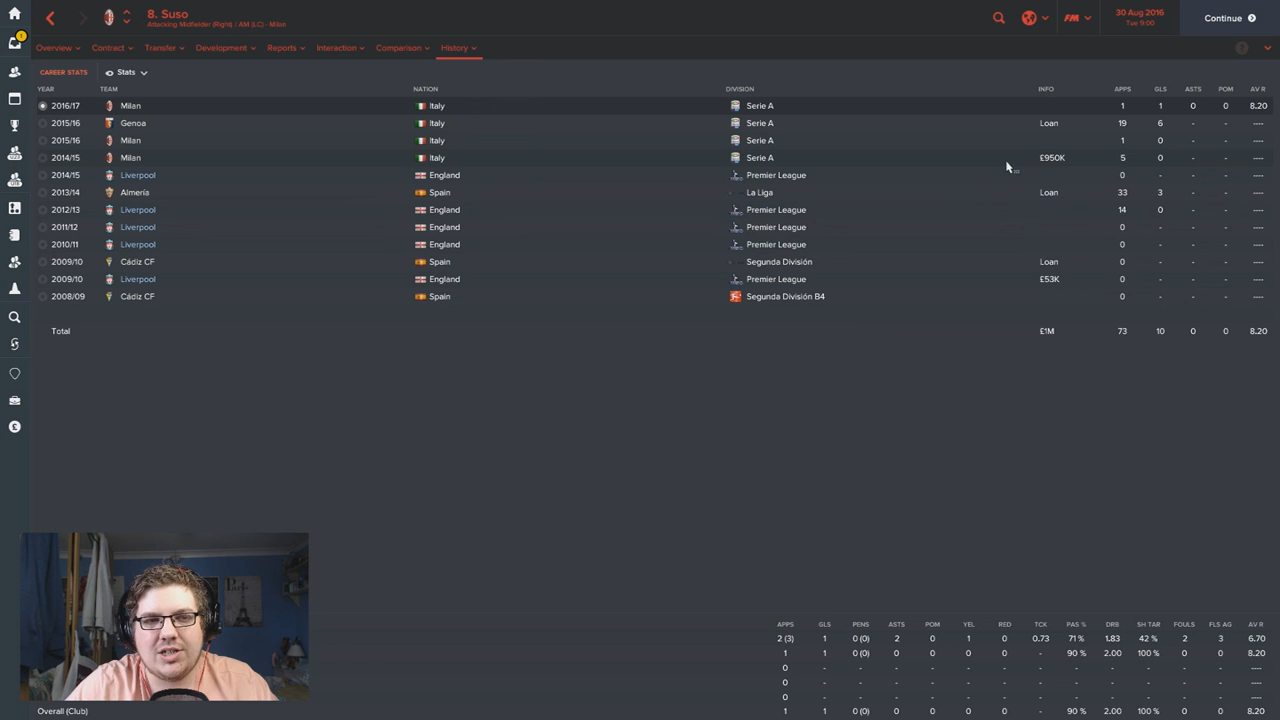 8. Suso
Attacking Midfielder (Right) / AM (LC) - Milan
30 Aug 2016
Tue 9:00
Continue
FM
1
Overview Contract Transfer Development Reports Interaction Comparison History
CAREER STATS Stats
YEAR TEAM NATION DIVISION INFO APPS GLS ASTS POM AV R
2016/17 Milan Italy Serie A 1 1 0 0 8.20
2015/16 Genoa Italy Serie A Loan 19 6 - - ----
2015/16 Milan Italy Serie A 1 0 - - ----
2014/15 Milan Italy Serie A £950K 5 0 - - ----
2014/15 Liverpool England Premier League 0 - - - ----
2013/14 Almería Spain La Liga Loan 33 3 - - ----
2012/13 Liverpool England Premier League 14 0 - - ----
2011/12 Liverpool England Premier League 0 - - - ----
2010/11 Liverpool England Premier League 0 - - - ----
2009/10 Cádiz CF Spain Segunda División Loan 0 - - - ----
2009/10 Liverpool England Premier League £53K 0 - - - ----
2008/09 Cádiz CF Spain Segunda División B4 0 - - - ----
Total £1M 73 10 0 0 8.20
Paris
APPS GLS PENS ASTS POM YEL RED TCK PAS % DRB SH TAR FOULS FLS AG AV R
2 (3) 1 0 (0) 2 0 1 0 0.73 71 % 1.83 42 % 2 3 6.70
1 1 0 (0) 0 0 0 0 - 90 % 2.00 100 % 0 0 8.20
0 - - - - - - - - - - - - ----
0 - - - - - - - - - - - - ----
0 - - - - - - - - - - - - ----
Overall (Club) 1 1 0 (0) 0 0 0 0 - 90 % 2.00 100 % 0 0 8.20